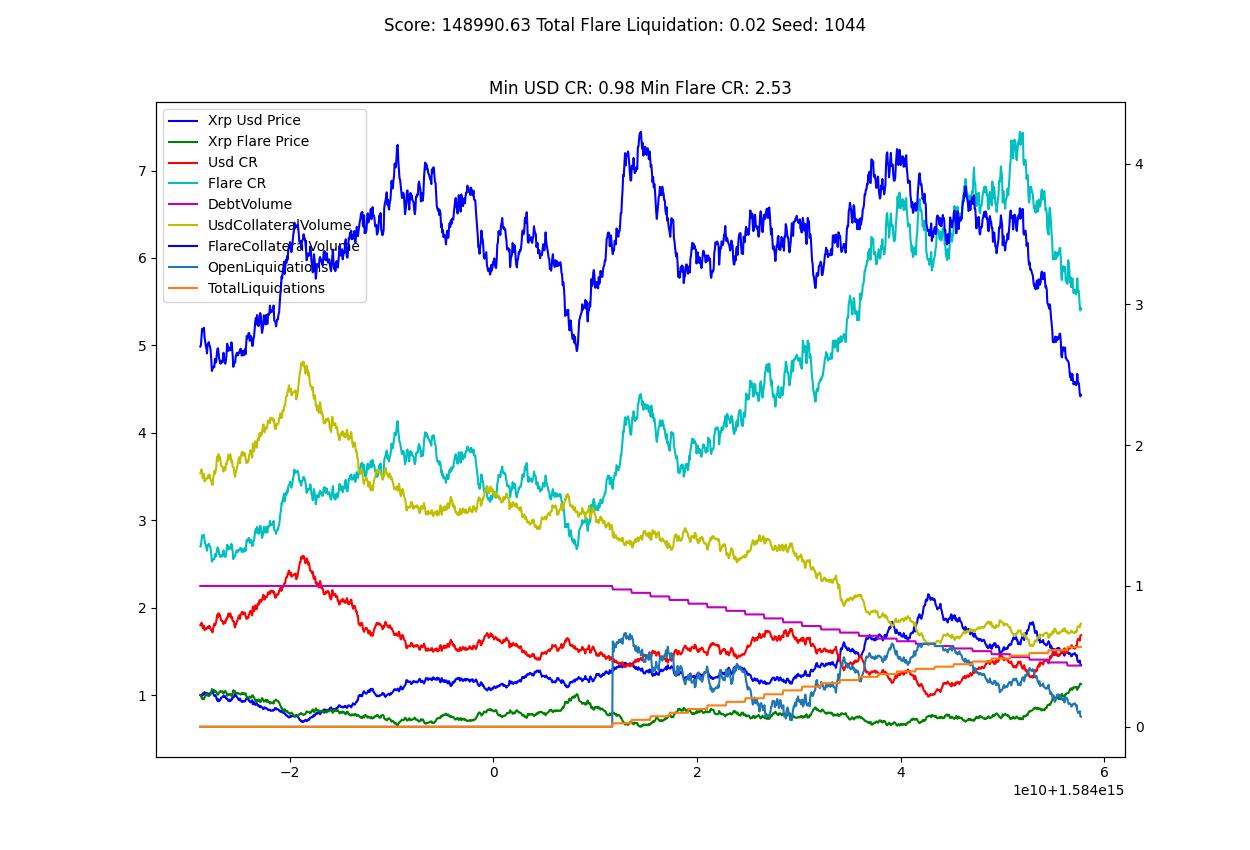 Score: 148990.63 Total Flare Liquidation: 0.02 Seed: 1044
Min USD CR: 0.98 Min Flare CR: 2.53
Xrp Usd Price
Xrp Flare Price
Usd CR
Flare CR
DebtVolume
UsdCollateralVolume
FlareCollateralVolume
OpenLiquidations
TotalLiquidations
7
6
5
4
3
2
1
4
3
2
1
0
−2
0
2
4
6
1e10+1.584e15